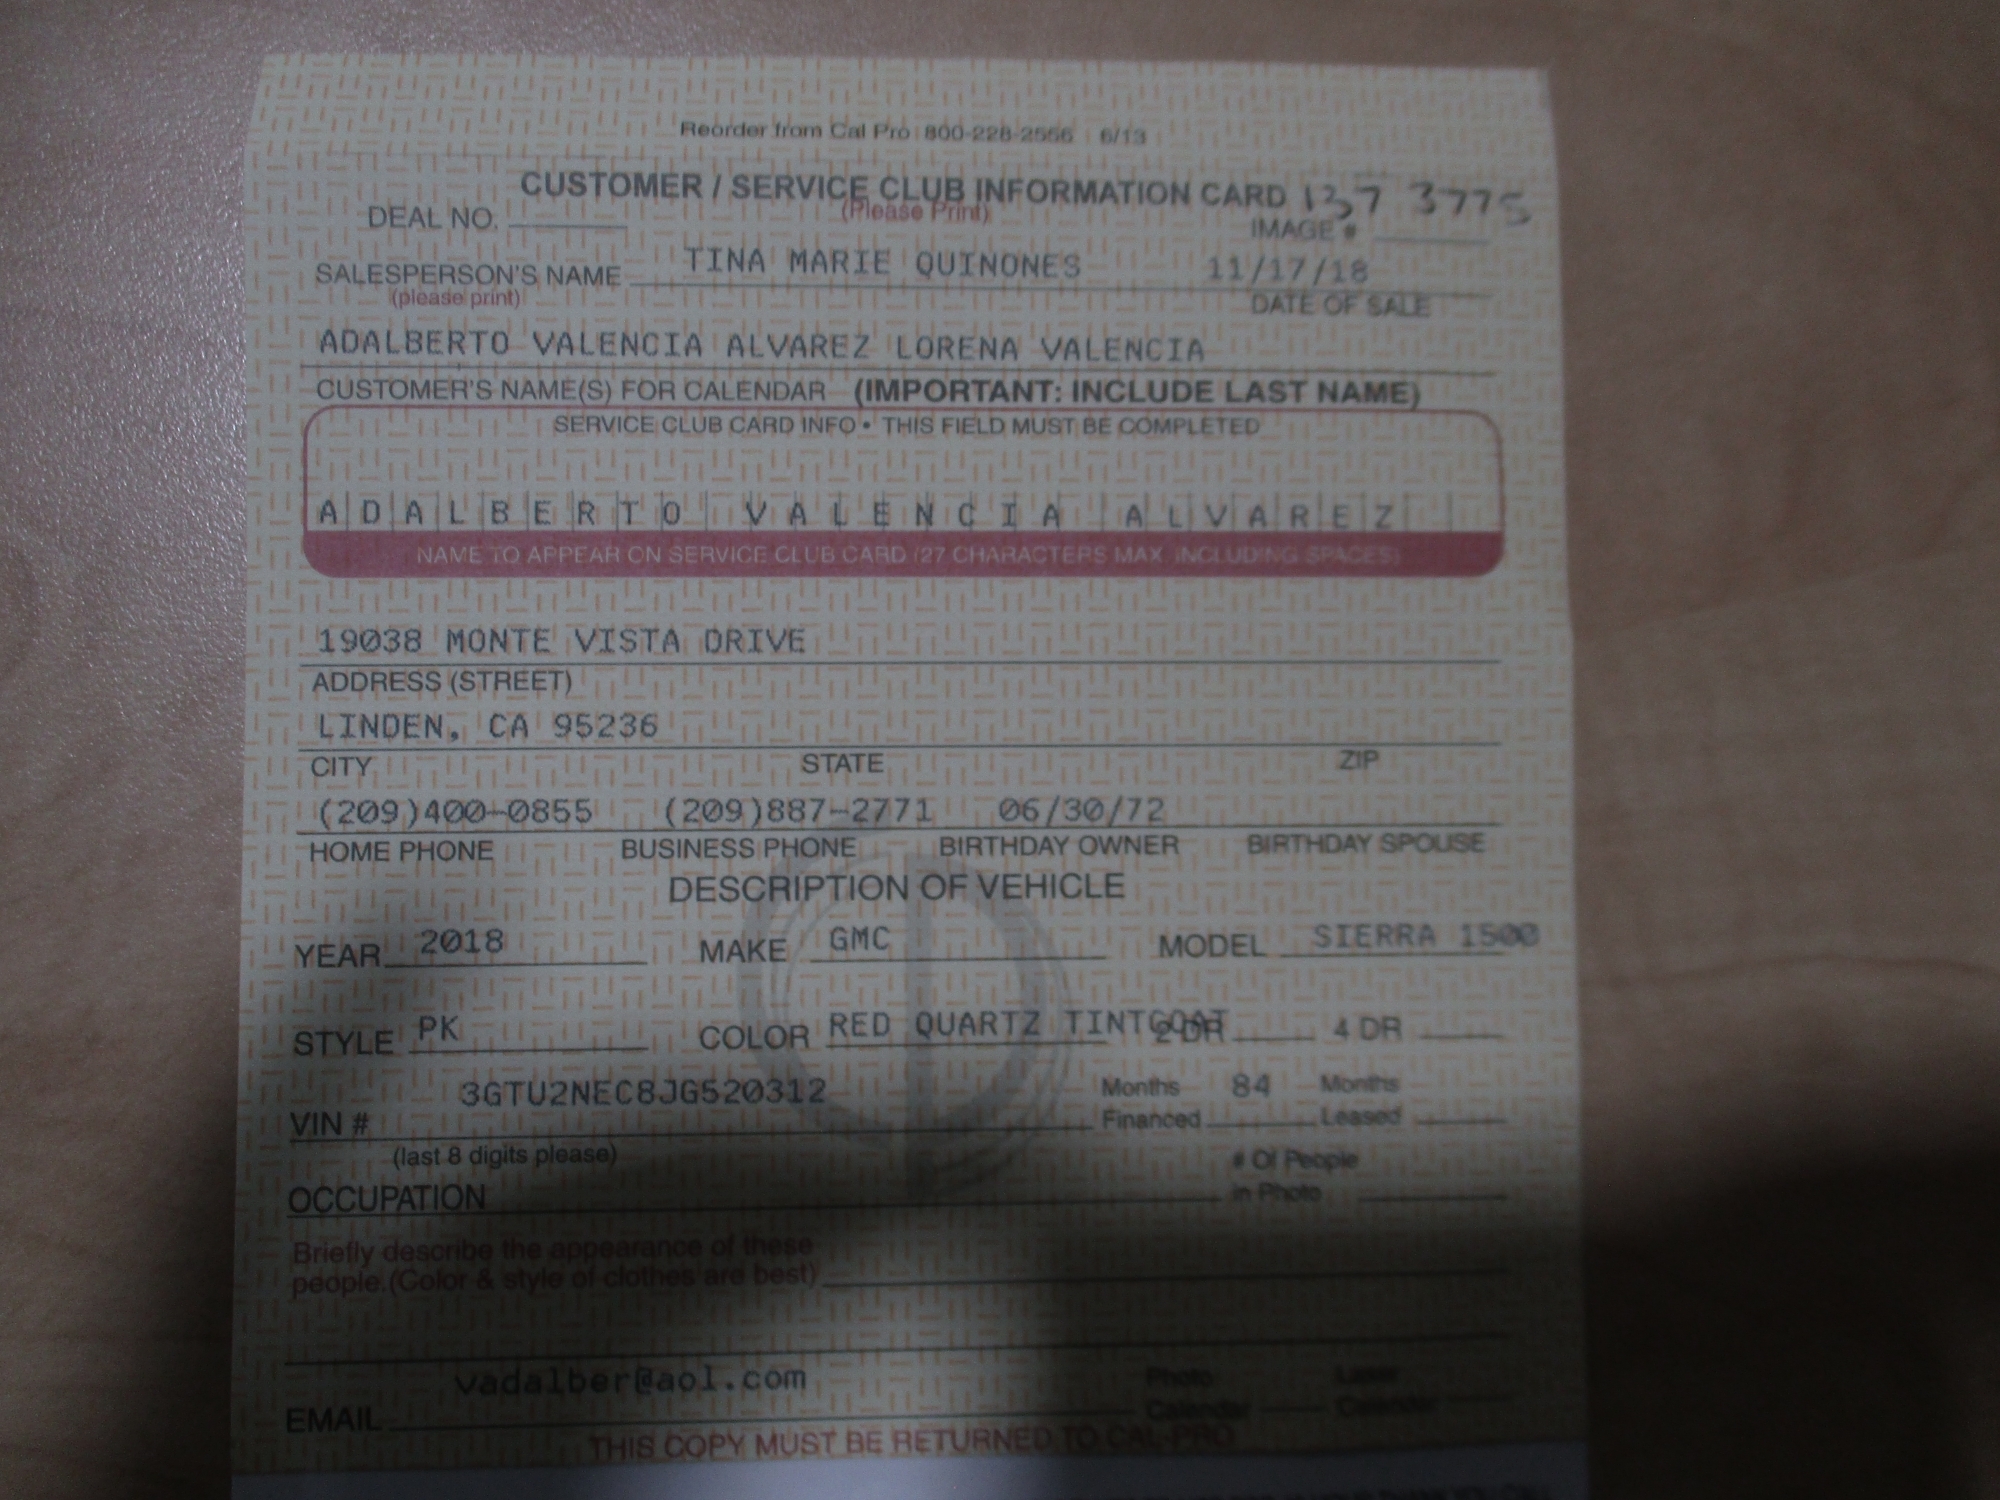 Reorder from Cal Pro 800-228-2556 6/13
CUSTOMER / SERVICE CLUB INFORMATION CARD 137 3775
(Please Print)
DEAL NO. IMAGE #
SALESPERSON'S NAME TINA MARIE QUINONES 11/17/18
(please print) DATE OF SALE
ADALBERTO VALENCIA ALVAREZ LORENA VALENCIA
CUSTOMER'S NAME(S) FOR CALENDAR (IMPORTANT: INCLUDE LAST NAME)
SERVICE CLUB CARD INFO • THIS FIELD MUST BE COMPLETED
ADALBERTO VALENCIA ALVAREZ
NAME TO APPEAR ON SERVICE CLUB CARD (27 CHARACTERS MAX INCLUDING SPACES)
19038 MONTE VISTA DRIVE
ADDRESS (STREET)
LINDEN, CA 95236
CITY STATE ZIP
(209)400-0855 (209)887-2771 06/30/72
HOME PHONE BUSINESS PHONE BIRTHDAY OWNER BIRTHDAY SPOUSE
DESCRIPTION OF VEHICLE
YEAR 2018 MAKE GMC MODEL SIERRA 1500
STYLE PK COLOR RED QUARTZ TINTCOAT 2 DR 4 DR
3GTU2NEC8JG520312 Months 84 Months
VIN # Financed Leased
(last 8 digits please) # Of People
OCCUPATION in Photo
Briefly describe the appearance of these
people.(Color & style of clothes are best)
vadalber@aol.com Photo Laser
EMAIL Calendar Calendar
THIS COPY MUST BE RETURNED TO CAL-PRO